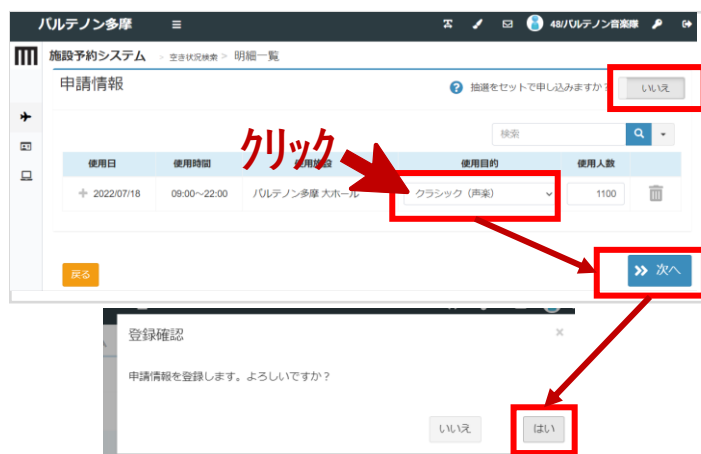 パルテノン多摩 ≡ 48/パルテノン音楽隊
施設予約システム > 空き状況検索 > 明細一覧
申請情報 ? 抽選をセットで申し込みますか? いいえ
検索
クリック
使用日 使用時間 使用施設 使用目的 使用人数
+ 2022/07/18 09:00～22:00 パルテノン多摩 大ホール クラシック（声楽） 1100
戻る » 次へ
登録確認 ×
申請情報を登録します。よろしいですか？
いいえ はい